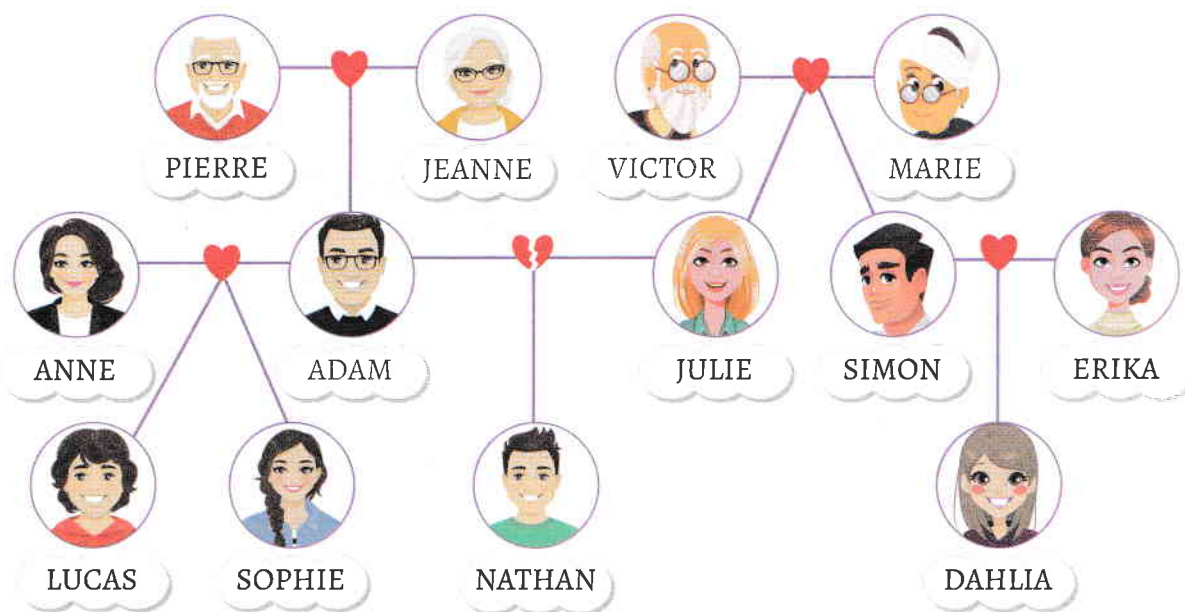 PIERRE
JEANNE
VICTOR
MARIE
ANNE
ADAM
JULIE
SIMON
ERIKA
LUCAS
SOPHIE
NATHAN
DAHLIA